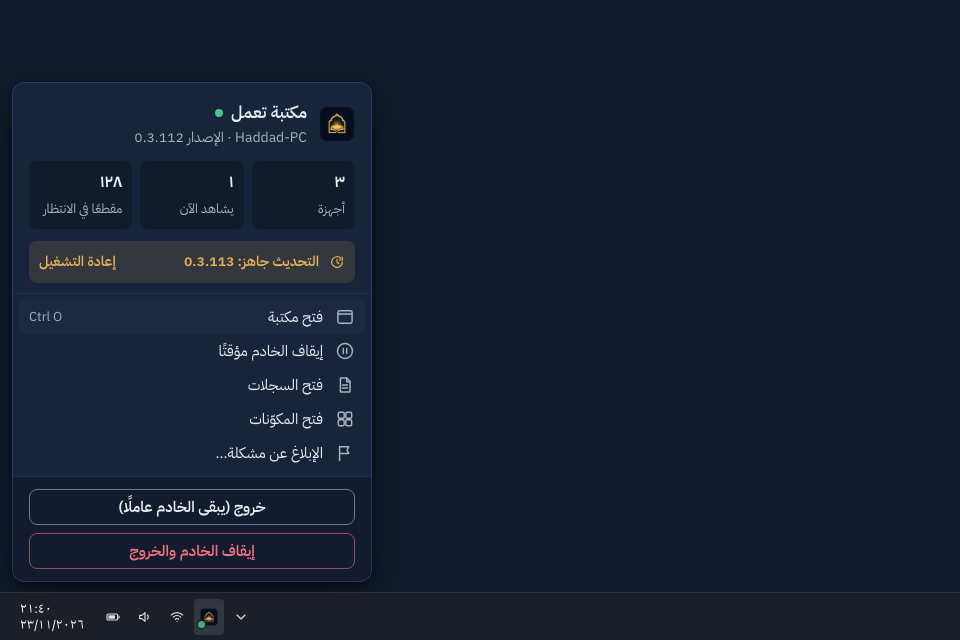 مكتبة تعمل
Haddad-PC · الإصدار 0.3.112
٣
أجهزة
١
يشاهد الآن
١٢٨
مقطعًا في الانتظار
التحديث جاهز: 0.3.113
إعادة التشغيل
فتح مكتبة
Ctrl O
إيقاف الخادم مؤقتًا
فتح السجلات
فتح المكوّنات
الإبلاغ عن مشكلة...
خروج (يبقى الخادم عاملًا)
إيقاف الخادم والخروج
٢١:٤٠
٢٣/١١/٢٠٢٦